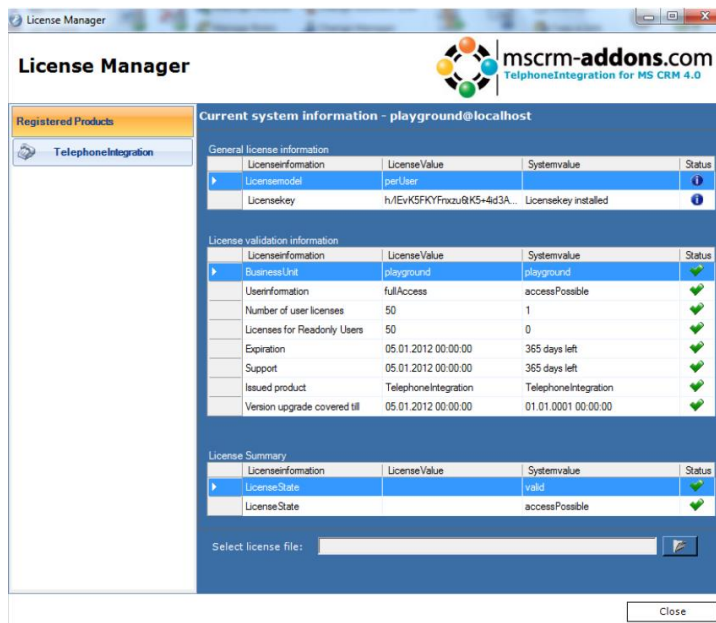 License Manager
License Manager
mscrm-addons.com
TelphoneIntegration for MS CRM 4.0
Registered Products
TelephoneIntegration
Current system information - playground@localhost
General license information
Licenseinformation LicenseValue Systemvalue Status
Licensemodel perUser
Licensekey Licensekey installed
License validation information
Licenseinformation LicenseValue Systemvalue Status
BusinessUnit playground playground
Userinformation fullAccess accessPossible
Number of user licenses 50 1
Licenses for Readonly Users 50 0
Expiration 05.01.2012 00:00:00 365 days left
Support 05.01.2012 00:00:00 365 days left
Issued product TelephoneIntegration TelephoneIntegration
Version upgrade covered till 05.01.2012 00:00:00 01.01.0001 00:00:00
License Summary
Licenseinformation LicenseValue Systemvalue Status
LicenseState valid
LicenseState accessPossible
Select license file:
Close